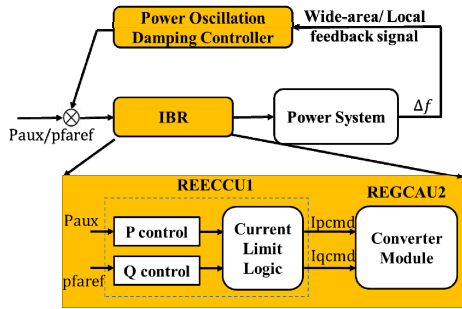 Power Oscillation
Damping Controller
Wide-area/ Local
feedback signal
Paux/pfaref
IBR
Power System
Δf
REECCU1
REGCAU2
Paux
P control
Current
Limit
Logic
Ipcmd
Converter
Module
pfaref
Q control
Iqcmd